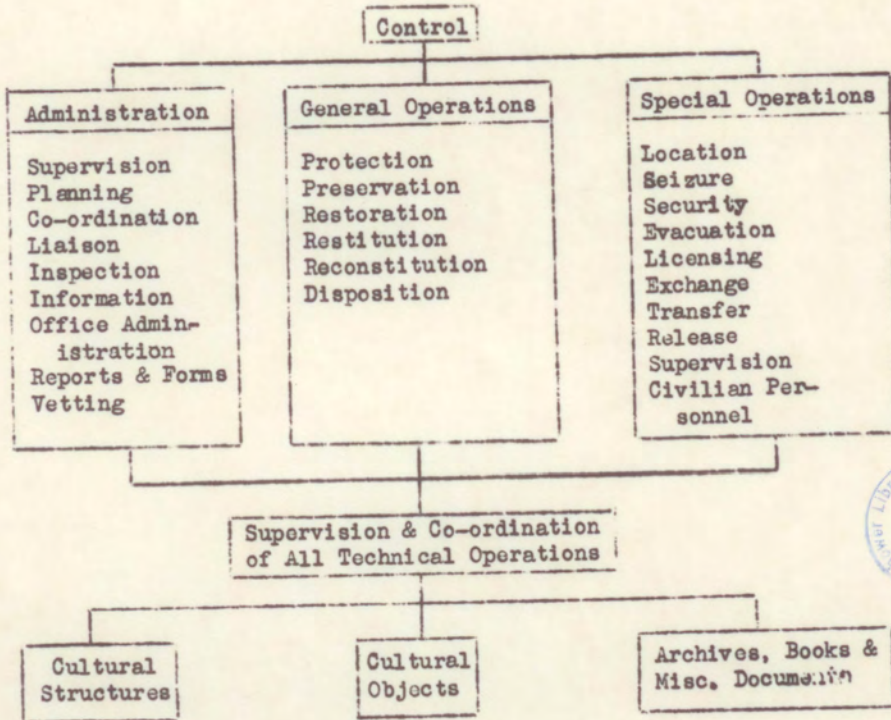 Control
Administration
Supervision
Planning
Co-ordination
Liaison
Inspection
Information
Office Admin-
istration
Reports & Forms
Vetting
General Operations
Protection
Preservation
Restoration
Restitution
Reconstitution
Disposition
Special Operations
Location
Seizure
Security
Evacuation
Licensing
Exchange
Transfer
Release
Supervision
Civilian Per-
sonnel
Supervision & Co-ordination
of All Technical Operations
Cultural
Structures
Cultural
Objects
Archives, Books &
Misc. Documents